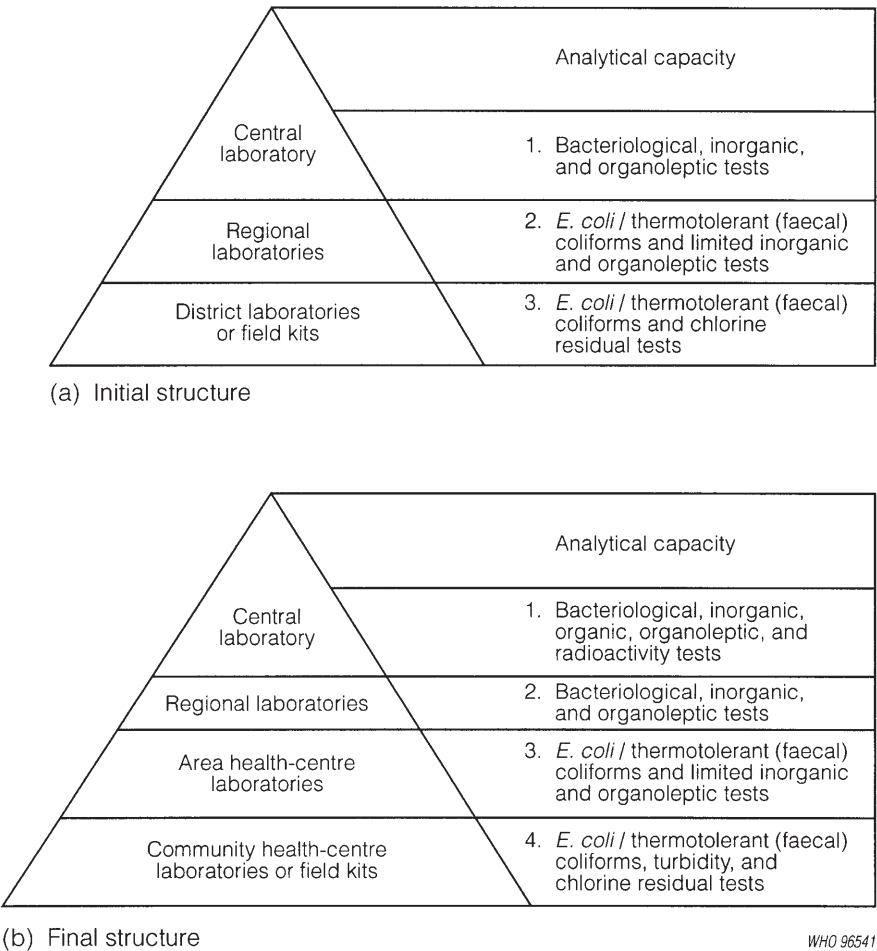 Analytical capacity
Central
laboratory
1. Bacteriological, inorganic,
and organoleptic tests
Regional
laboratories
2. E. coli / thermotolerant (faecal)
coliforms and limited inorganic
and organoleptic tests
District laboratories
or field kits
3. E. coli / thermotolerant (faecal)
coliforms and chlorine
residual tests
(a) Initial structure
Analytical capacity
Central
laboratory
1. Bacteriological, inorganic,
organic, organoleptic, and
radioactivity tests
Regional laboratories
2. Bacteriological, inorganic,
and organoleptic tests
Area health-centre
laboratories
3. E. coli / thermotolerant (faecal)
coliforms and limited inorganic
and organoleptic tests
Community health-centre
laboratories or field kits
4. E. coli / thermotolerant (faecal)
coliforms, turbidity, and
chlorine residual tests
(b) Final structure
WHO 96541